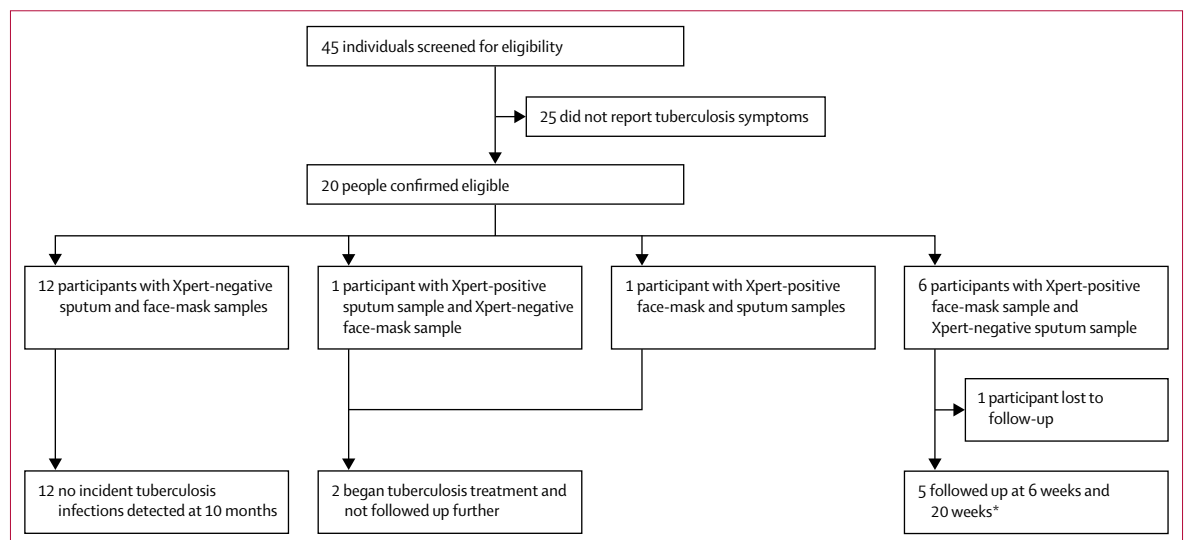 45 individuals screened for eligibility
25 did not report tuberculosis symptoms
20 people confirmed eligible
12 participants with Xpert-negative
sputum and face-mask samples
1 participant with Xpert-positive
sputum sample and Xpert-negative
face-mask sample
1 participant with Xpert-positive
face-mask and sputum samples
6 participants with Xpert-positive
face-mask sample and
Xpert-negative sputum sample
1 participant lost to
follow-up
12 no incident tuberculosis
infections detected at 10 months
2 began tuberculosis treatment and
not followed up further
5 followed up at 6 weeks and
20 weeks*